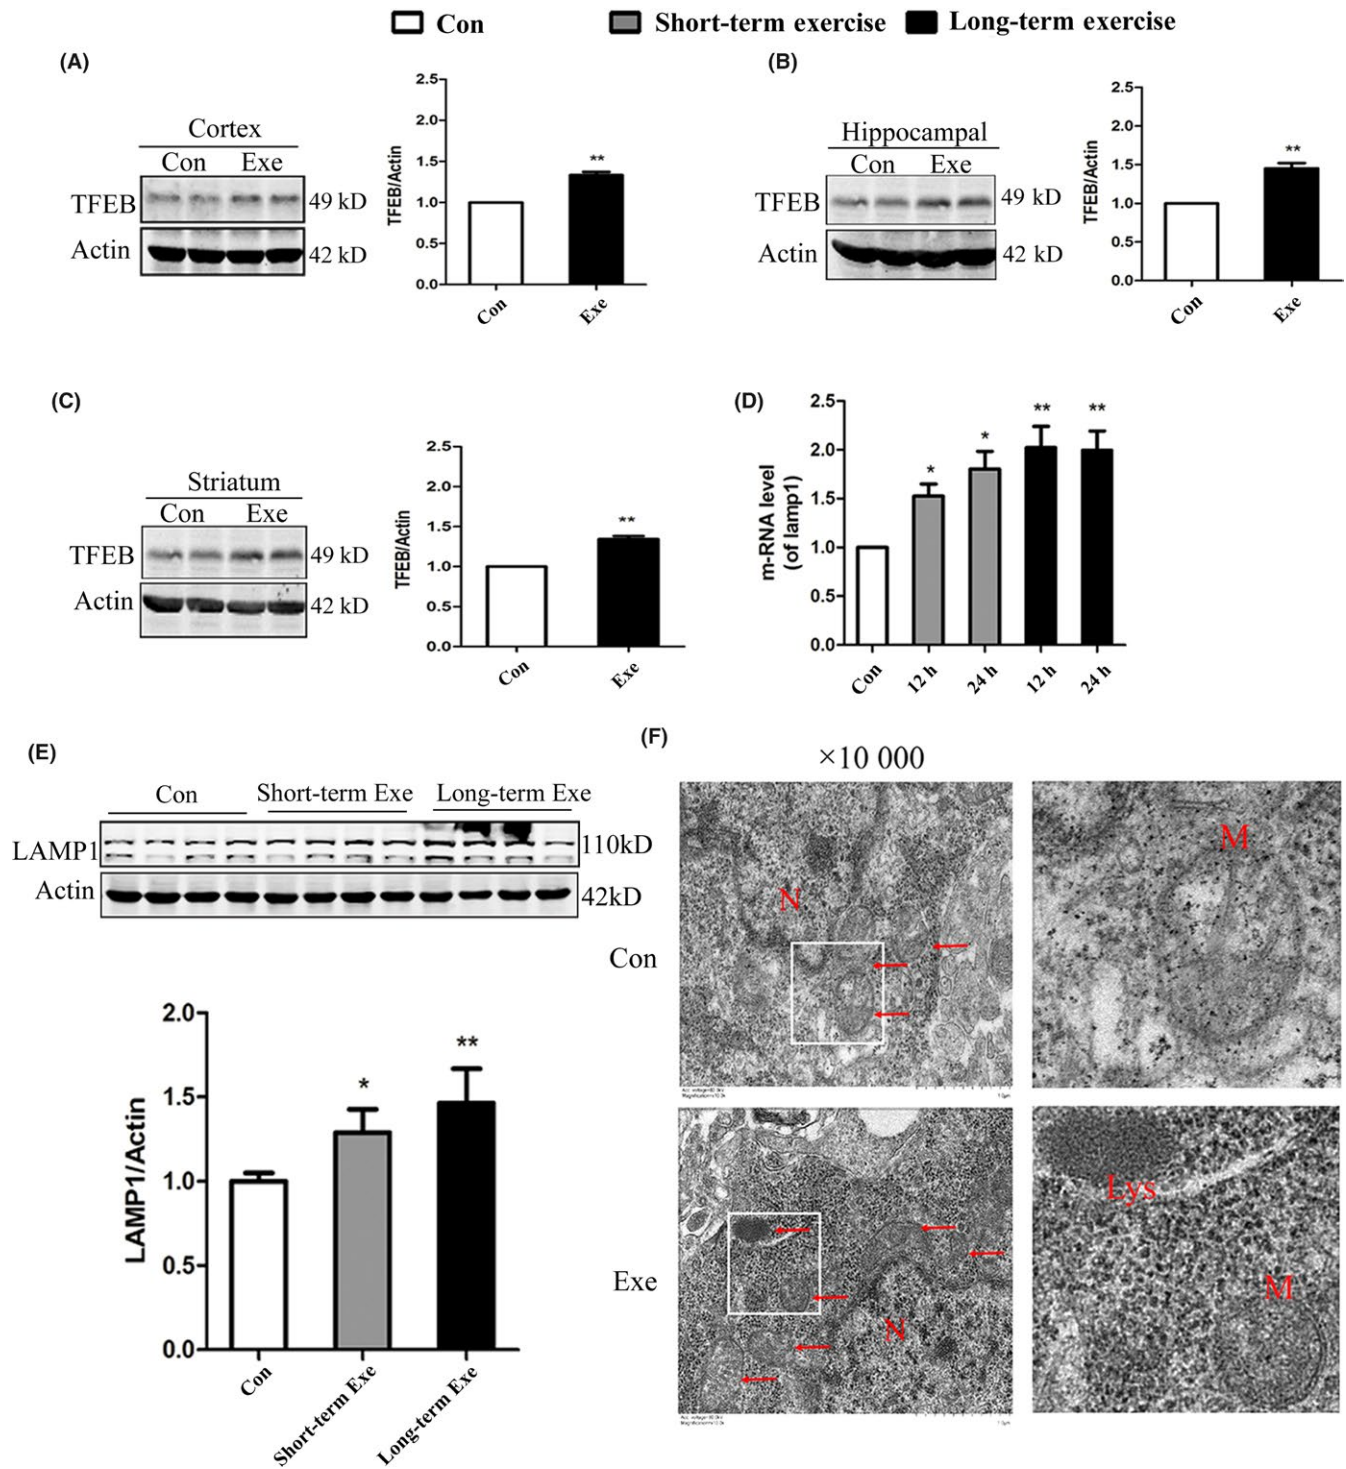 Con Short-term exercise Long-term exercise
(A)
Cortex
Con Exe
TFEB 49 kD
Actin 42 kD
2.5
2.0
1.5
1.0
0.5
0.0
TFEB/Actin
**
Con Exe
(B)
Hippocampal
Con Exe
TFEB 49 kD
Actin 42 kD
2.5
2.0
1.5
1.0
0.5
0.0
TFEB/Actin
**
Con Exe
(C)
Striatum
Con Exe
TFEB 49 kD
Actin 42 kD
2.5
2.0
1.5
1.0
0.5
0.0
TFEB/Actin
**
Con Exe
(D)
2.5
2.0
1.5
1.0
0.5
0.0
m-RNA level
(of lamp1)
* * ** **
Con 12 h 24 h 12 h 24 h
(E)
Con Short-term Exe Long-term Exe
LAMP1 110kD
Actin 42kD
2.0
1.5
1.0
0.5
0.0
LAMP1/Actin
* **
Con Short-term Exe Long-term Exe
(F)
×10 000
Con
N
M
Exe
N
Lys
M